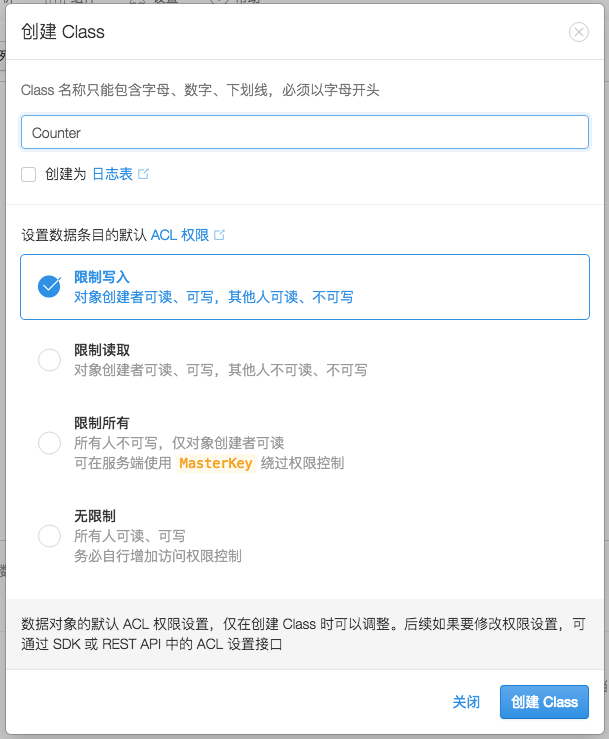 创建 Class
Class 名称只能包含字母、数字、下划线，必须以字母开头
Counter
创建为 日志表
设置数据条目的默认 ACL 权限
限制写入
对象创建者可读、可写，其他人可读、不可写
限制读取
对象创建者可读、可写，其他人不可读、不可写
限制所有
所有人不可写，仅对象创建者可读
可在服务端使用 MasterKey 绕过权限控制
无限制
所有人可读、可写
务必自行增加访问权限控制
数据对象的默认 ACL 权限设置，仅在创建 Class 时可以调整。后续如果要修改权限设置，可
通过 SDK 或 REST API 中的 ACL 设置接口
关闭 创建 Class